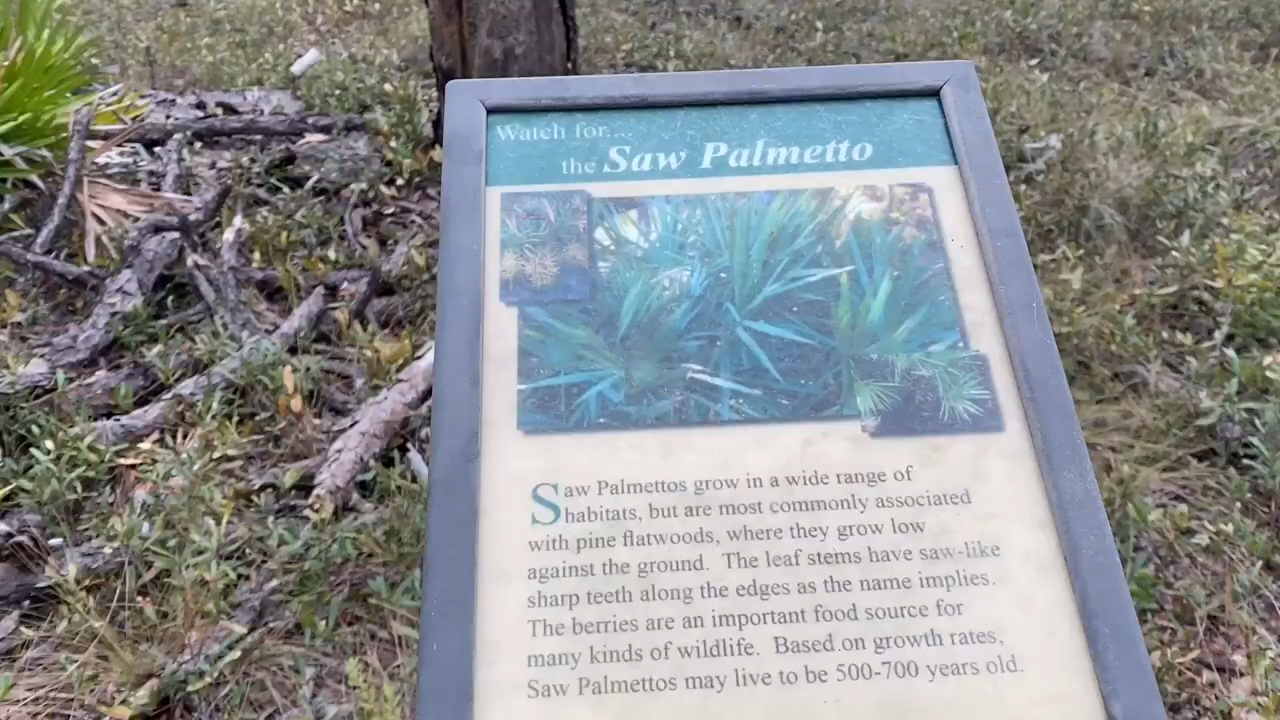 Watch for....
the Saw Palmetto
Saw Palmettos grow in a wide range of
habitats, but are most commonly associated
with pine flatwoods, where they grow low
against the ground. The leaf stems have saw-like
sharp teeth along the edges as the name implies.
The berries are an important food source for
many kinds of wildlife. Based on growth rates,
Saw Palmettos may live to be 500-700 years old.